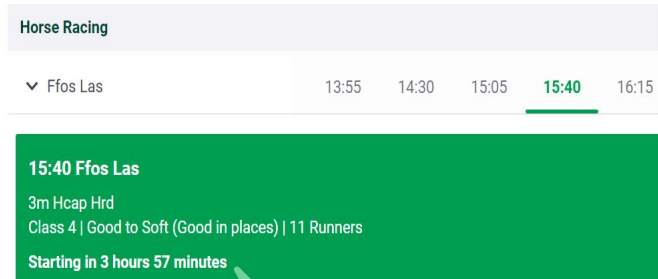 Horse Racing
Ffos Las 13:55 14:30 15:05 15:40 16:15
15:40 Ffos Las
3m Hcap Hrd
Class 4 | Good to Soft (Good in places) | 11 Runners
Starting in 3 hours 57 minutes